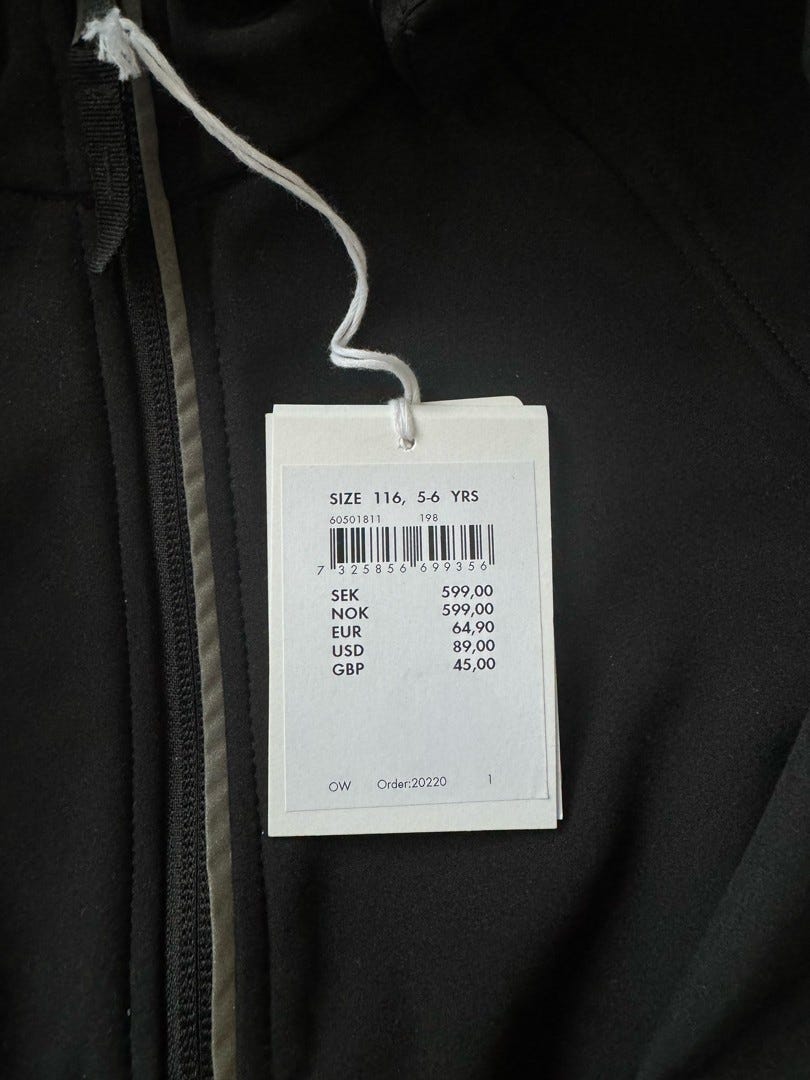 SIZE 116, 5-6 YRS
60501811 198
7 325856 699356
SEK 599,00
NOK 599,00
EUR 64,90
USD 89,00
GBP 45,00
OW Order:20220 1